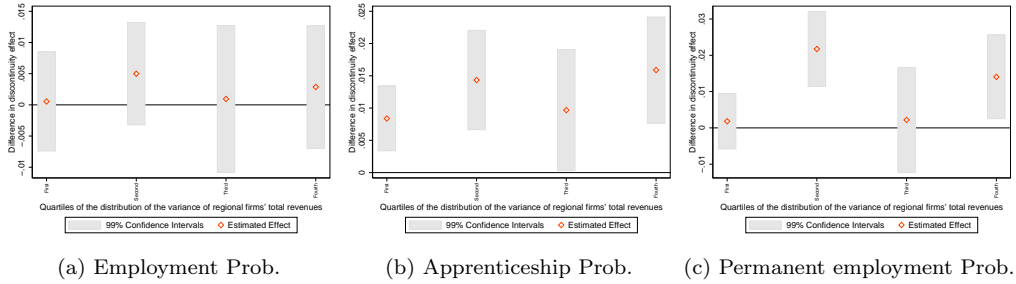 Difference in discontinuity effect
.015
.01
.005
0
-.005
-.01
First
Second
Third
Fourth
Quartiles of the distribution of the variance of regional firms' total revenues
99% Confidence Intervals Estimated Effect
(a) Employment Prob.
Difference in discontinuity effect
.025
.02
.015
.01
.005
0
First
Second
Third
Fourth
Quartiles of the distribution of the variance of regional firms' total revenues
99% Confidence Intervals Estimated Effect
(b) Apprenticeship Prob.
Difference in discontinuity effect
.03
.02
.01
0
-.01
First
Second
Third
Fourth
Quartiles of the distribution of the variance of regional firms' total revenues
99% Confidence Intervals Estimated Effect
(c) Permanent employment Prob.